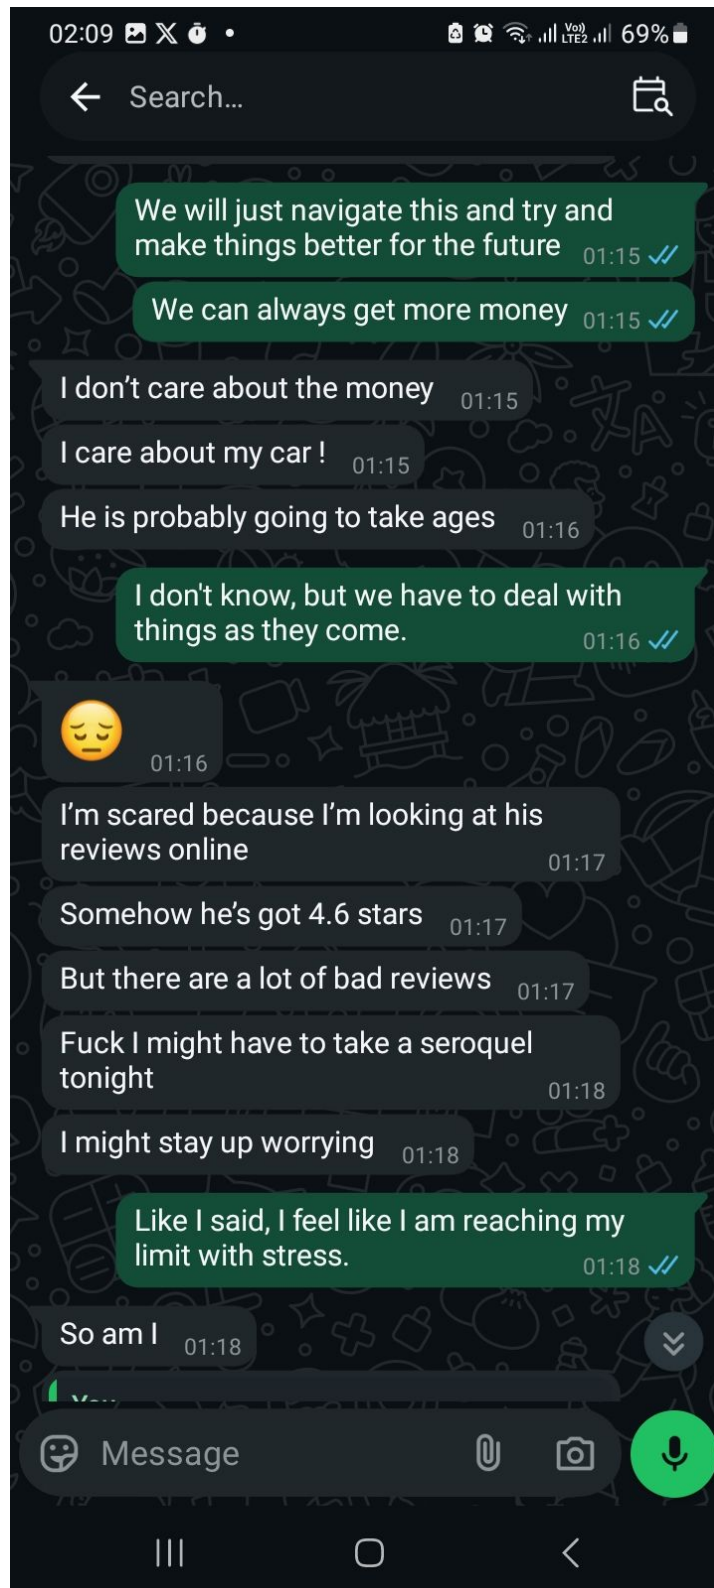 02:09
Vo))
LTE2
69%
Search...
We will just navigate this and try and
make things better for the future 01:15
We can always get more money 01:15
I don't care about the money 01:15
I care about my car ! 01:15
He is probably going to take ages 01:16
I don't know, but we have to deal with
things as they come. 01:16
01:16
I'm scared because I'm looking at his
reviews online 01:17
Somehow he's got 4.6 stars 01:17
But there are a lot of bad reviews 01:17
Fuck I might have to take a seroquel
tonight 01:18
I might stay up worrying 01:18
Like I said, I feel like I am reaching my
limit with stress. 01:18
So am I 01:18
You
Message